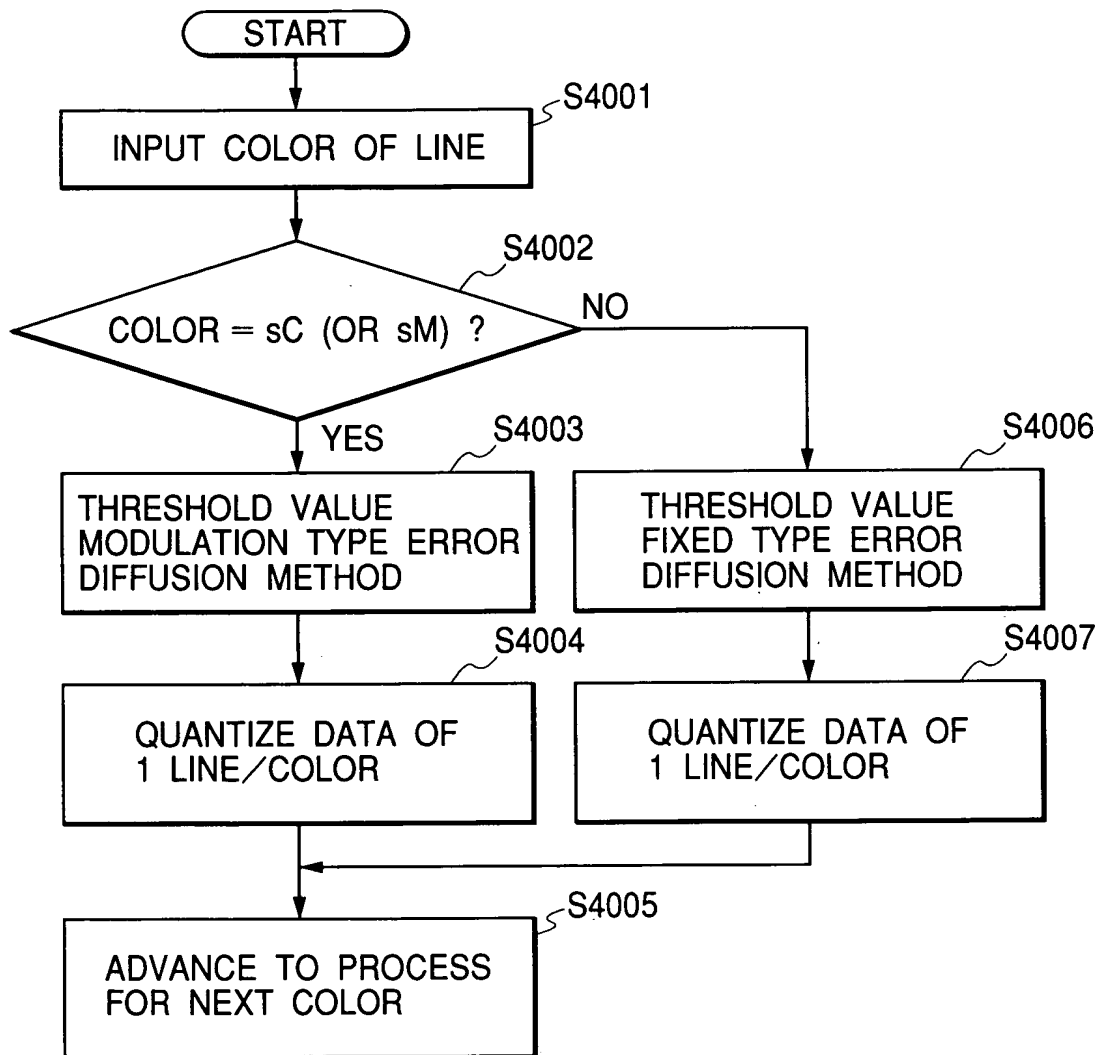 START
S4001
INPUT COLOR OF LINE
S4002
COLOR = sC (OR sM) ?
NO
YES
S4003
THRESHOLD VALUE
MODULATION TYPE ERROR
DIFFUSION METHOD
S4006
THRESHOLD VALUE
FIXED TYPE ERROR
DIFFUSION METHOD
S4004
QUANTIZE DATA OF
1 LINE/COLOR
S4007
QUANTIZE DATA OF
1 LINE/COLOR
S4005
ADVANCE TO PROCESS
FOR NEXT COLOR